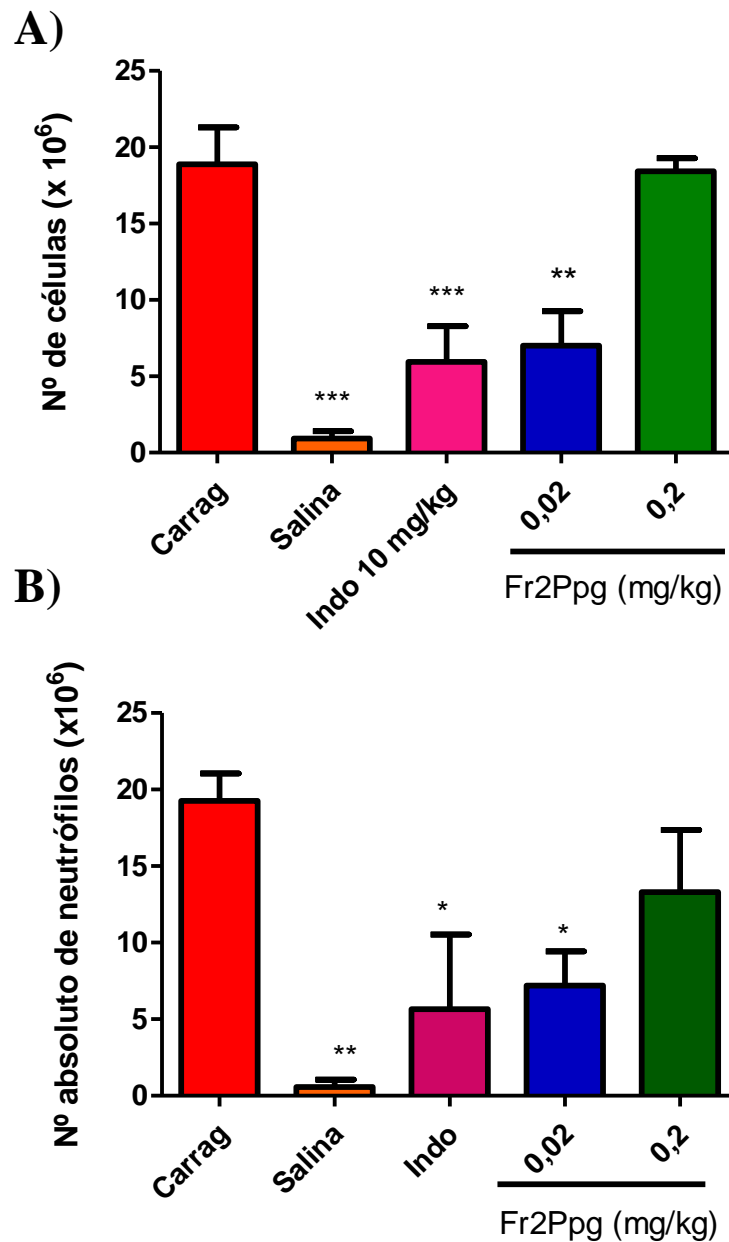 A)
Nº de células (x 10⁶)
25
20
15
10
5
0
***
***
**
Carrag
Salina
Indo 10 mg/kg
0,02
0,2
Fr2Ppg (mg/kg)
B)
Nº absoluto de neutrófilos (x10⁶)
25
20
15
10
5
0
**
*
*
Carrag
Salina
Indo
0,02
0,2
Fr2Ppg (mg/kg)